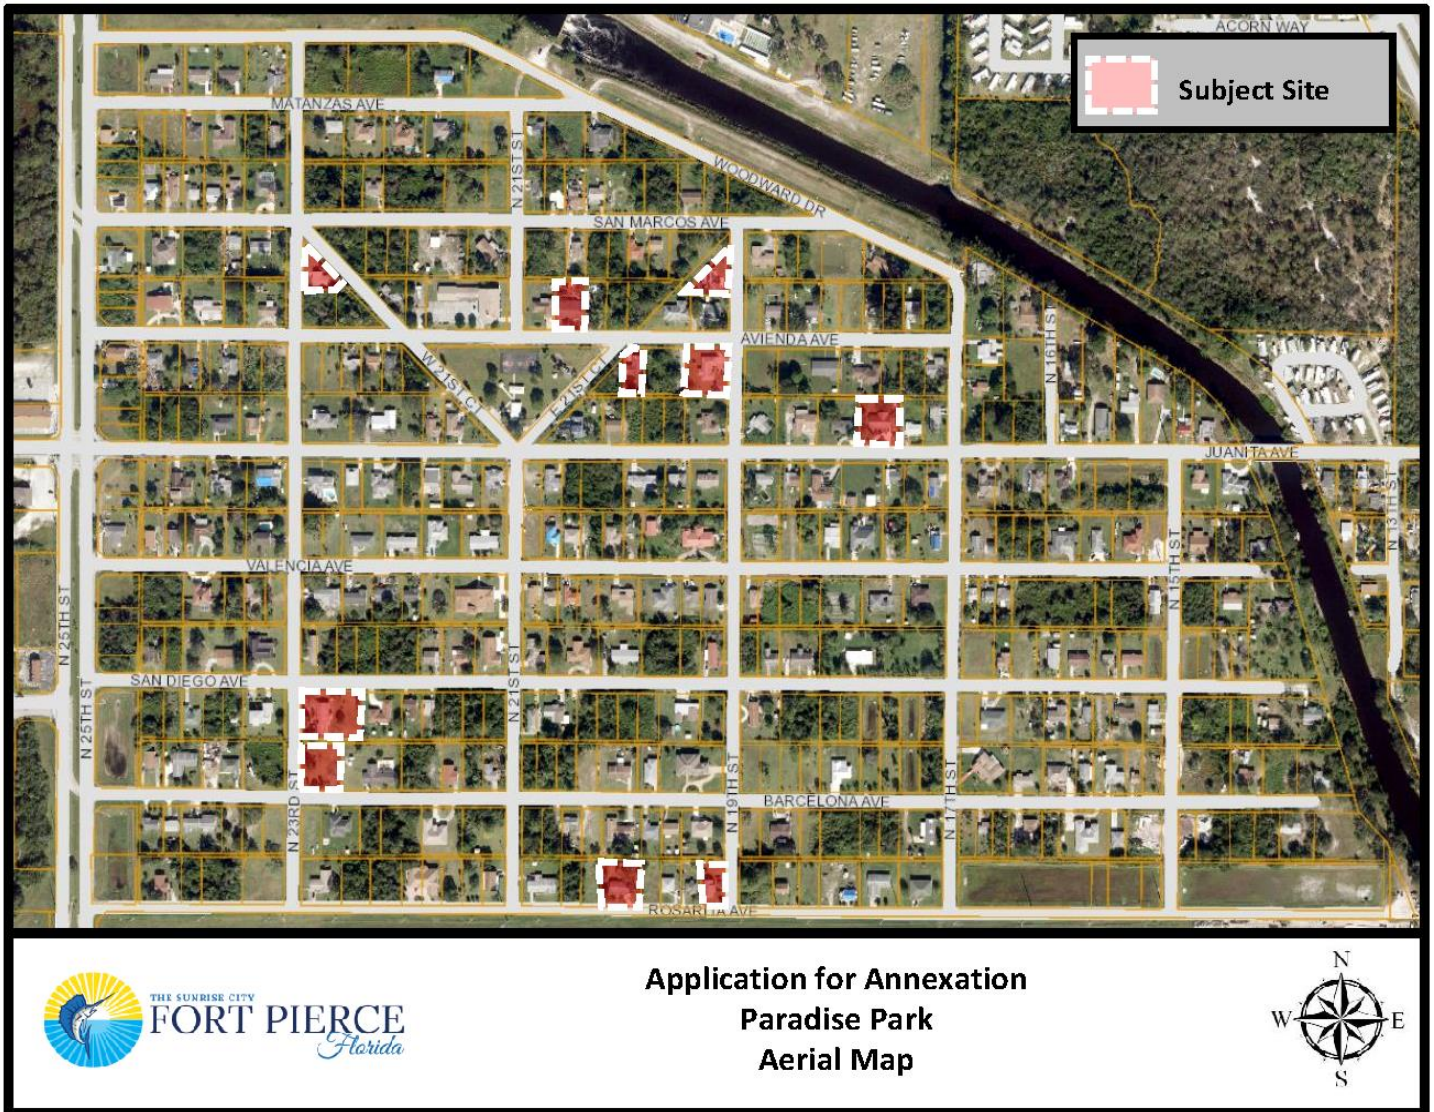 ACORN WAY
Subject Site
MATANZAS AVE
N 21ST ST
WOODWARD DR
SAN MARCOS AVE
AVIENDA AVE
W 21ST CT
E 21ST CT
N 16TH ST
JUANITA AVE
N 13TH ST
VALENCIA AVE
N 15TH ST
N 25TH ST
SAN DIEGO AVE
N 21ST ST
N 25TH ST
N 23RD ST
N 19TH ST
BARCELONA AVE
N 17TH ST
ROSARITA AVE
THE SUNRISE CITY
FORT PIERCE
Florida
Application for Annexation
Paradise Park
Aerial Map
N
W
E
S